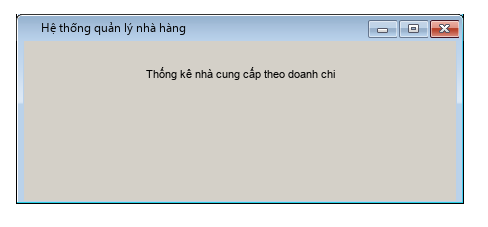 Hệ thống quản lý nhà hàng
Thống kê nhà cung cấp theo doanh chi